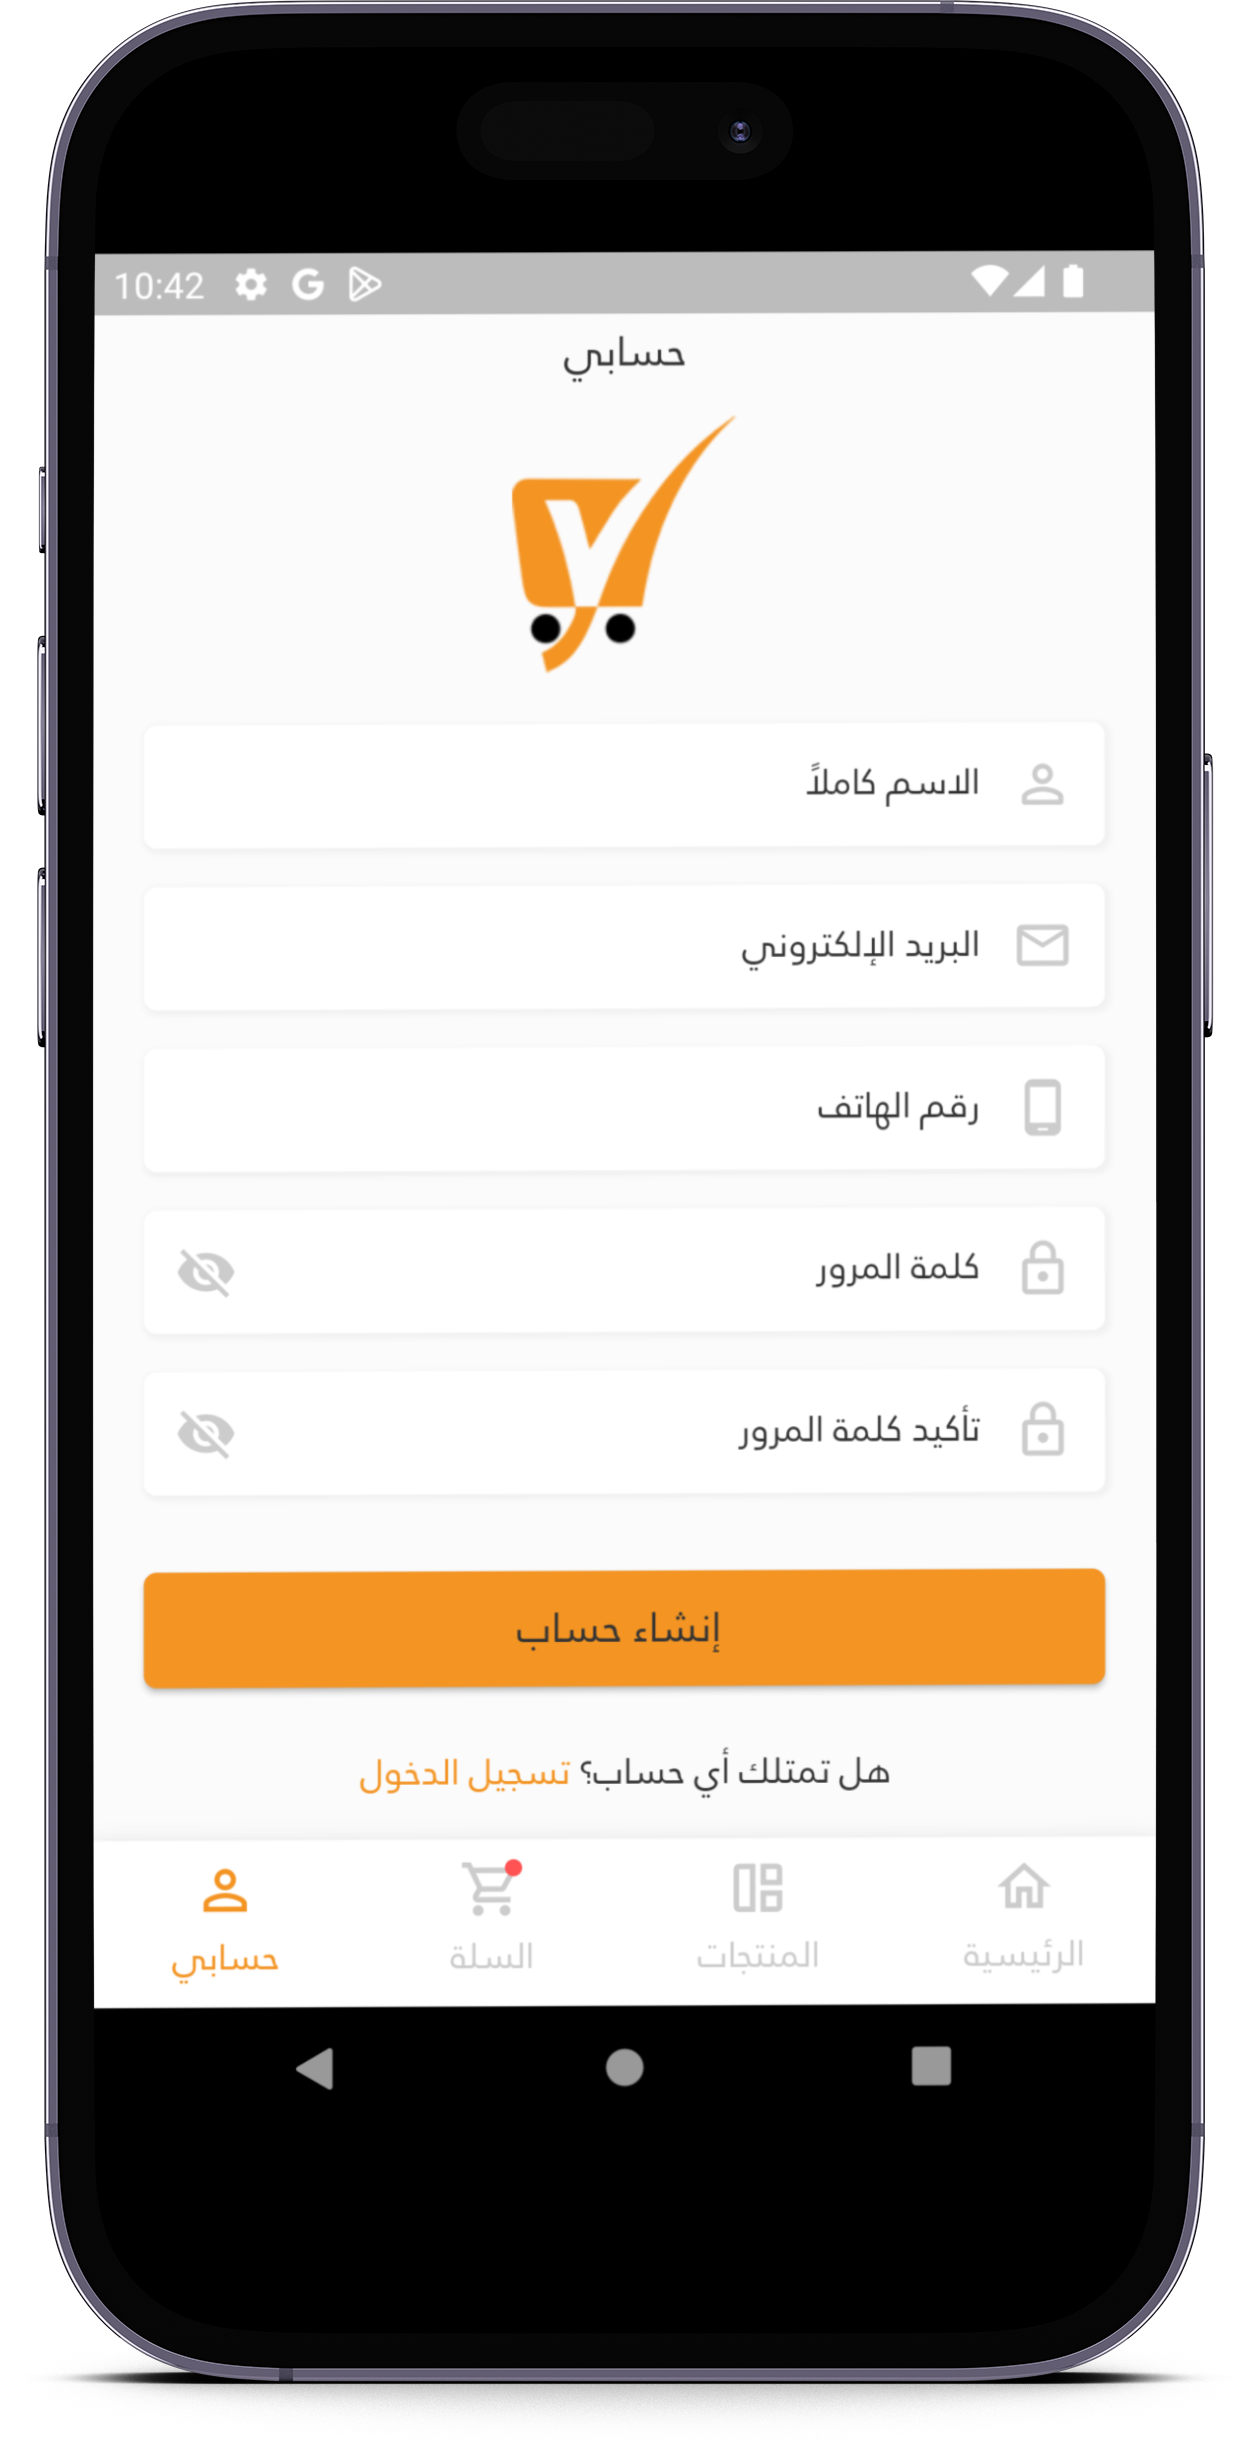 10:42
حسابي
الاسم كاملاً
البريد الإلكتروني
رقم الهاتف
كلمة المرور
تأكيد كلمة المرور
إنشاء حساب
هل تمتلك أي حساب؟ تسجيل الدخول
الرئيسية المنتجات السلة حسابي